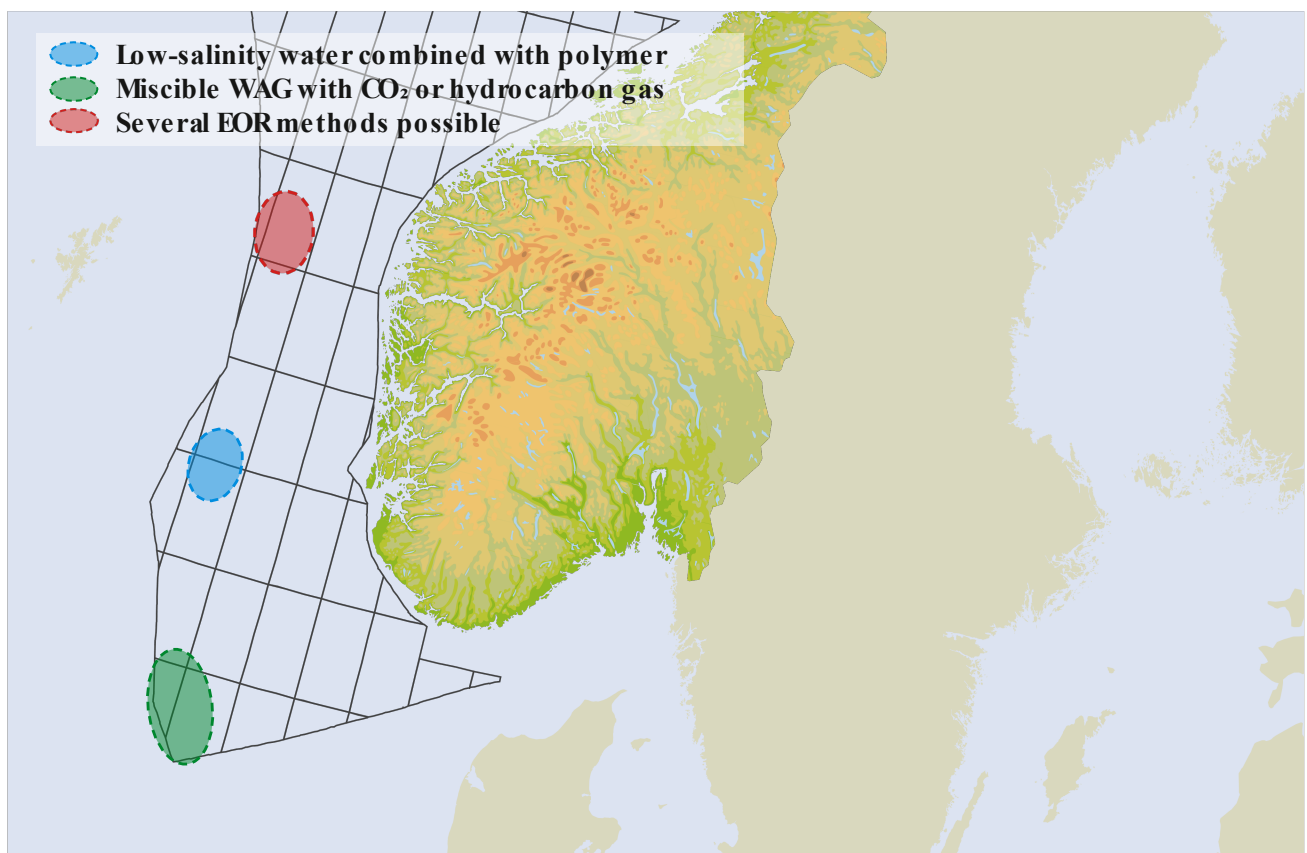 Low-salinity water combined with polymer
Miscible WAG with CO₂ or hydrocarbon gas
Several EOR methods possible